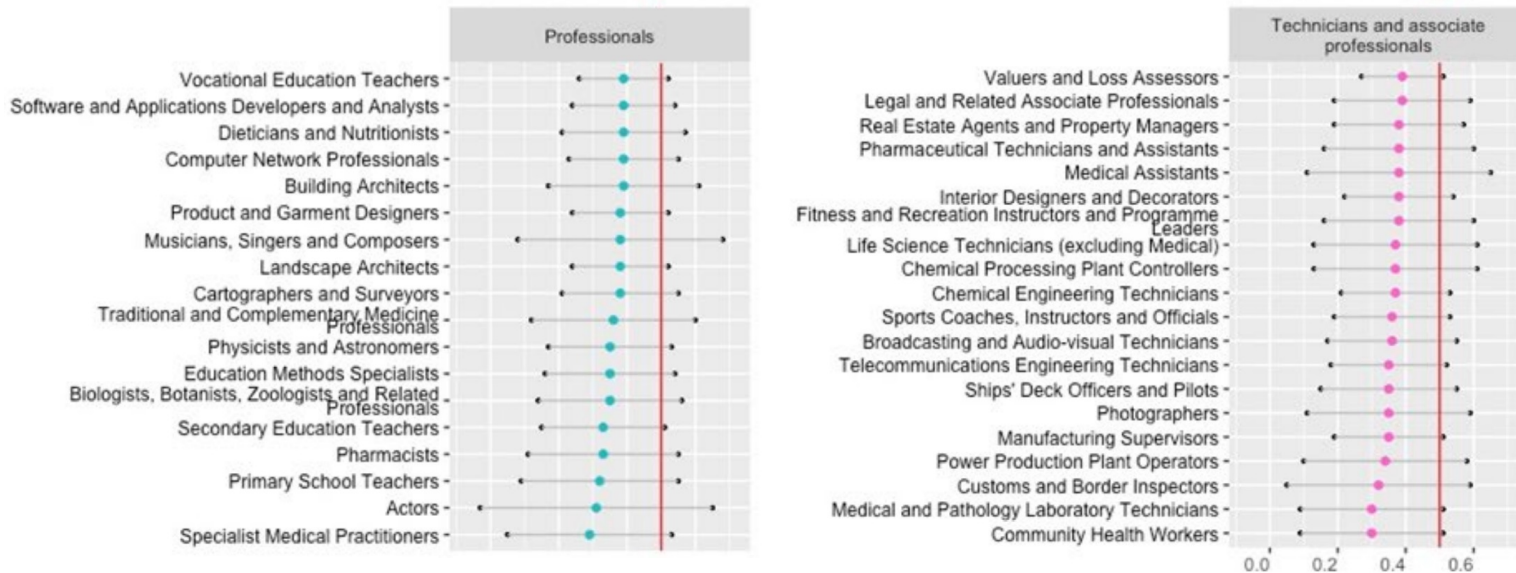 Professionals
Vocational Education Teachers
Software and Applications Developers and Analysts
Dieticians and Nutritionists
Computer Network Professionals
Building Architects
Product and Garment Designers
Musicians, Singers and Composers
Landscape Architects
Cartographers and Surveyors
Traditional and Complementary Medicine
Professionals
Physicists and Astronomers
Education Methods Specialists
Biologists, Botanists, Zoologists and Related
Professionals
Secondary Education Teachers
Pharmacists
Primary School Teachers
Actors
Specialist Medical Practitioners
Technicians and associate
professionals
Valuers and Loss Assessors
Legal and Related Associate Professionals
Real Estate Agents and Property Managers
Pharmaceutical Technicians and Assistants
Medical Assistants
Interior Designers and Decorators
Fitness and Recreation Instructors and Programme
Leaders
Life Science Technicians (excluding Medical)
Chemical Processing Plant Controllers
Chemical Engineering Technicians
Sports Coaches, Instructors and Officials
Broadcasting and Audio-visual Technicians
Telecommunications Engineering Technicians
Ships' Deck Officers and Pilots
Photographers
Manufacturing Supervisors
Power Production Plant Operators
Customs and Border Inspectors
Medical and Pathology Laboratory Technicians
Community Health Workers
0.0 0.2 0.4 0.6